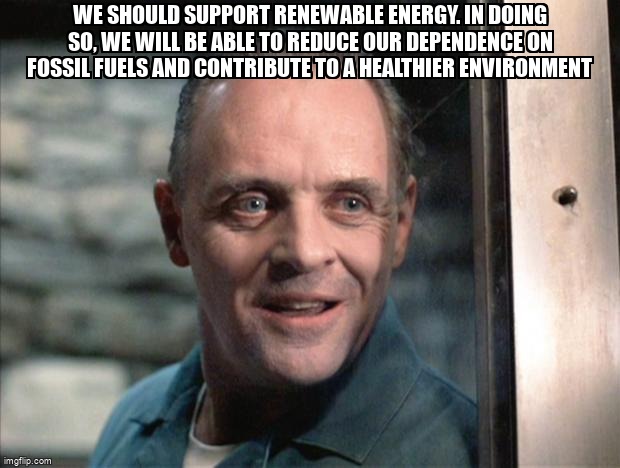 WE SHOULD SUPPORT RENEWABLE ENERGY. IN DOING
SO, WE WILL BE ABLE TO REDUCE OUR DEPENDENCE ON
FOSSIL FUELS AND CONTRIBUTE TO A HEALTHIER ENVIRONMENT
imgflip.com